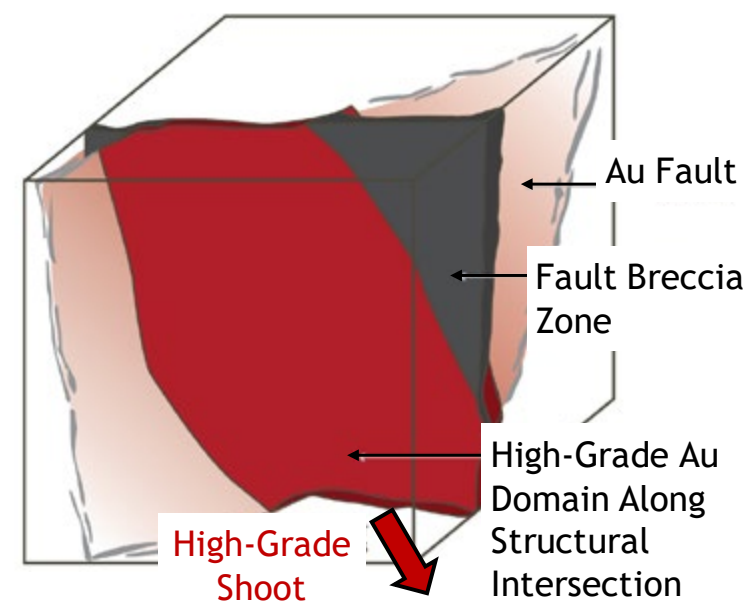 Au Fault
Fault Breccia
Zone
High-Grade Au
Domain Along
Structural
Intersection
High-Grade
Shoot